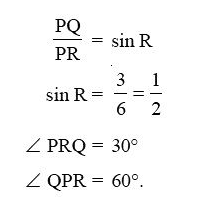 PQ/PR = sin R
sin R = 3/6 = 1/2
∠ PRQ = 30°
∠ QPR = 60°.